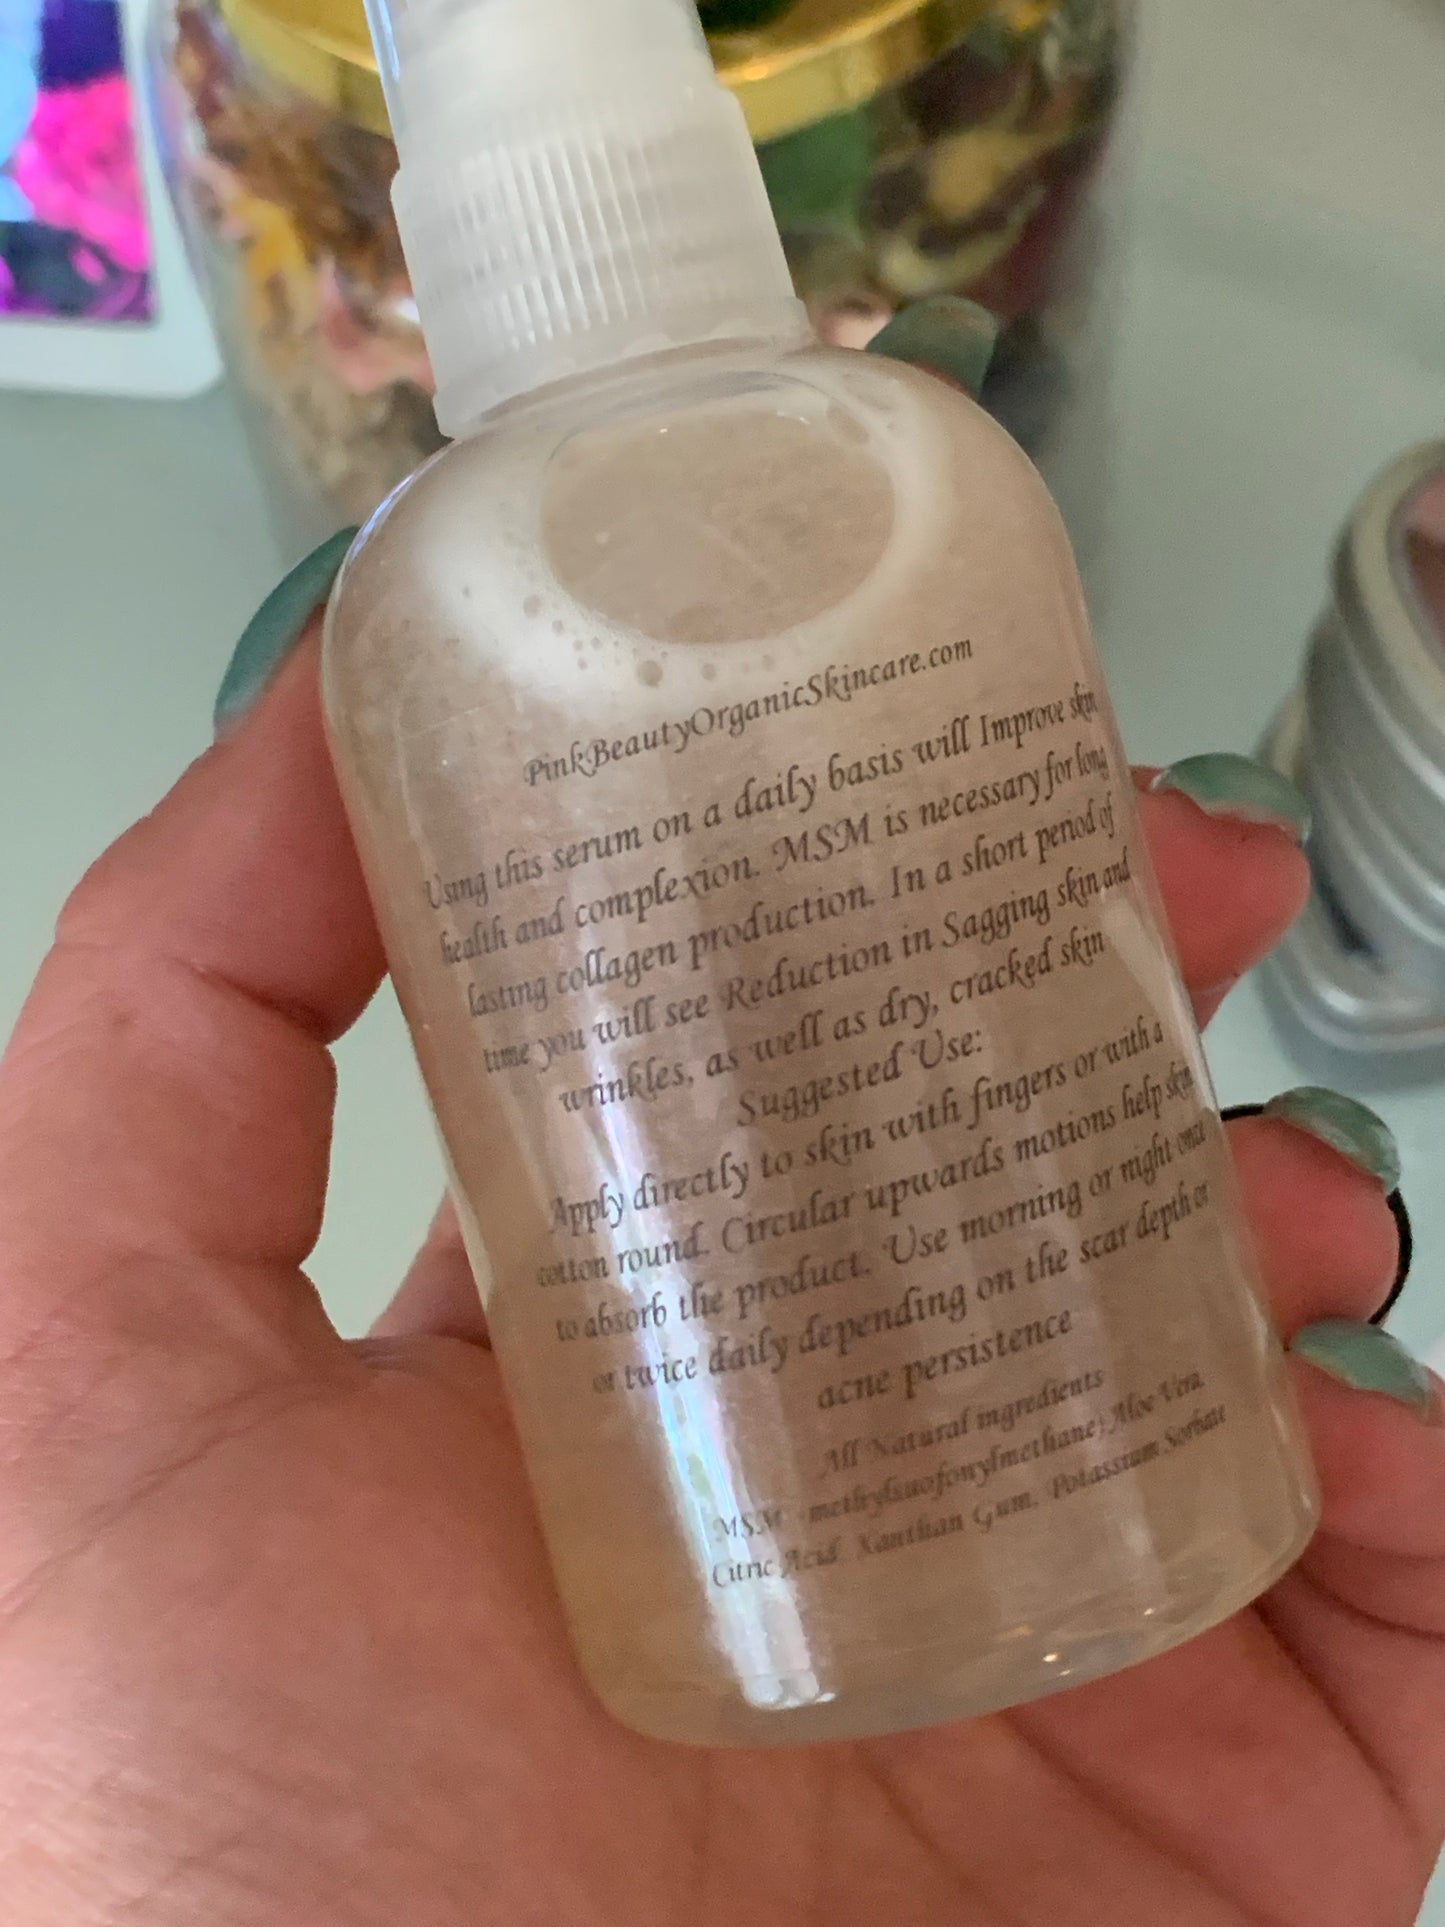 PinkBeautyOrganicSkincare.com
Using this serum on a daily basis will Improve skin
health and complexion. MSM is necessary for long
lasting collagen production. In a short period of
time you will see Reduction in Sagging skin and
wrinkles, as well as dry, cracked skin
Suggested Use:
Apply directly to skin with fingers or with a
cotton round. Circular upwards motions help skin
to absorb the product. Use morning or night once
or twice daily depending on the scar depth or
acne persistence
All Natural ingredients
MSM - Aloe Vera,
Citric Acid, Xanthan Gum, Potassium Sorbate